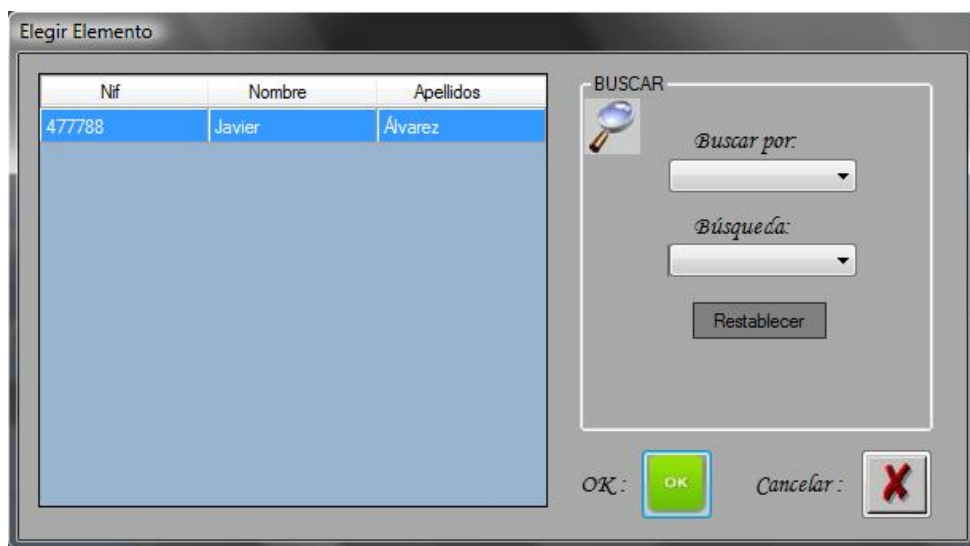 Elegir Elemento
Nif Nombre Apellidos
477788 Javier Álvarez
BUSCAR
Buscar por:
Búsqueda:
Restablecer
OK : OK Cancelar :